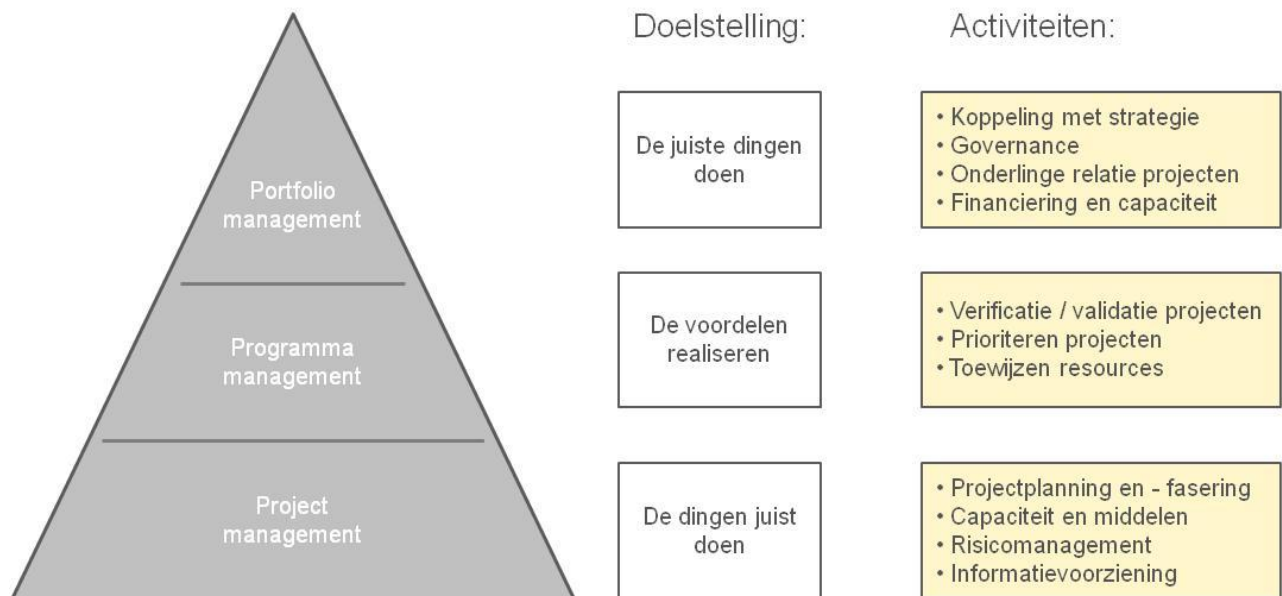 Doelstelling:
Activiteiten:
Portfolio
management
De juiste dingen
doen
• Koppeling met strategie
• Governance
• Onderlinge relatie projecten
• Financiering en capaciteit
Programma
management
De voordelen
realiseren
• Verificatie / validatie projecten
• Prioriteren projecten
• Toewijzen resources
Project
management
De dingen juist
doen
• Projectplanning en - fasering
• Capaciteit en middelen
• Risicomanagement
• Informatievoorziening